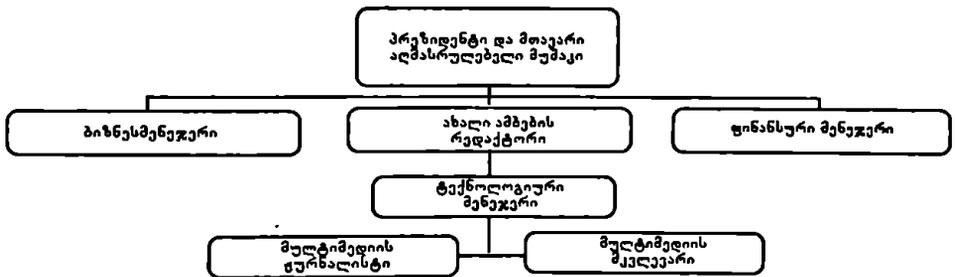 პრეზიდენტი და მთავარი
აღმასრულებელი მუშაკი
ბიზნესმენეჯერი
ახალი ამბების
რედაქტორი
ფინანსური მენეჯერი
ტექნოლოგიური
მენეჯერი
მულტიმედიის
ჟურნალისტი
მულტიმედიის
მკვლევარი